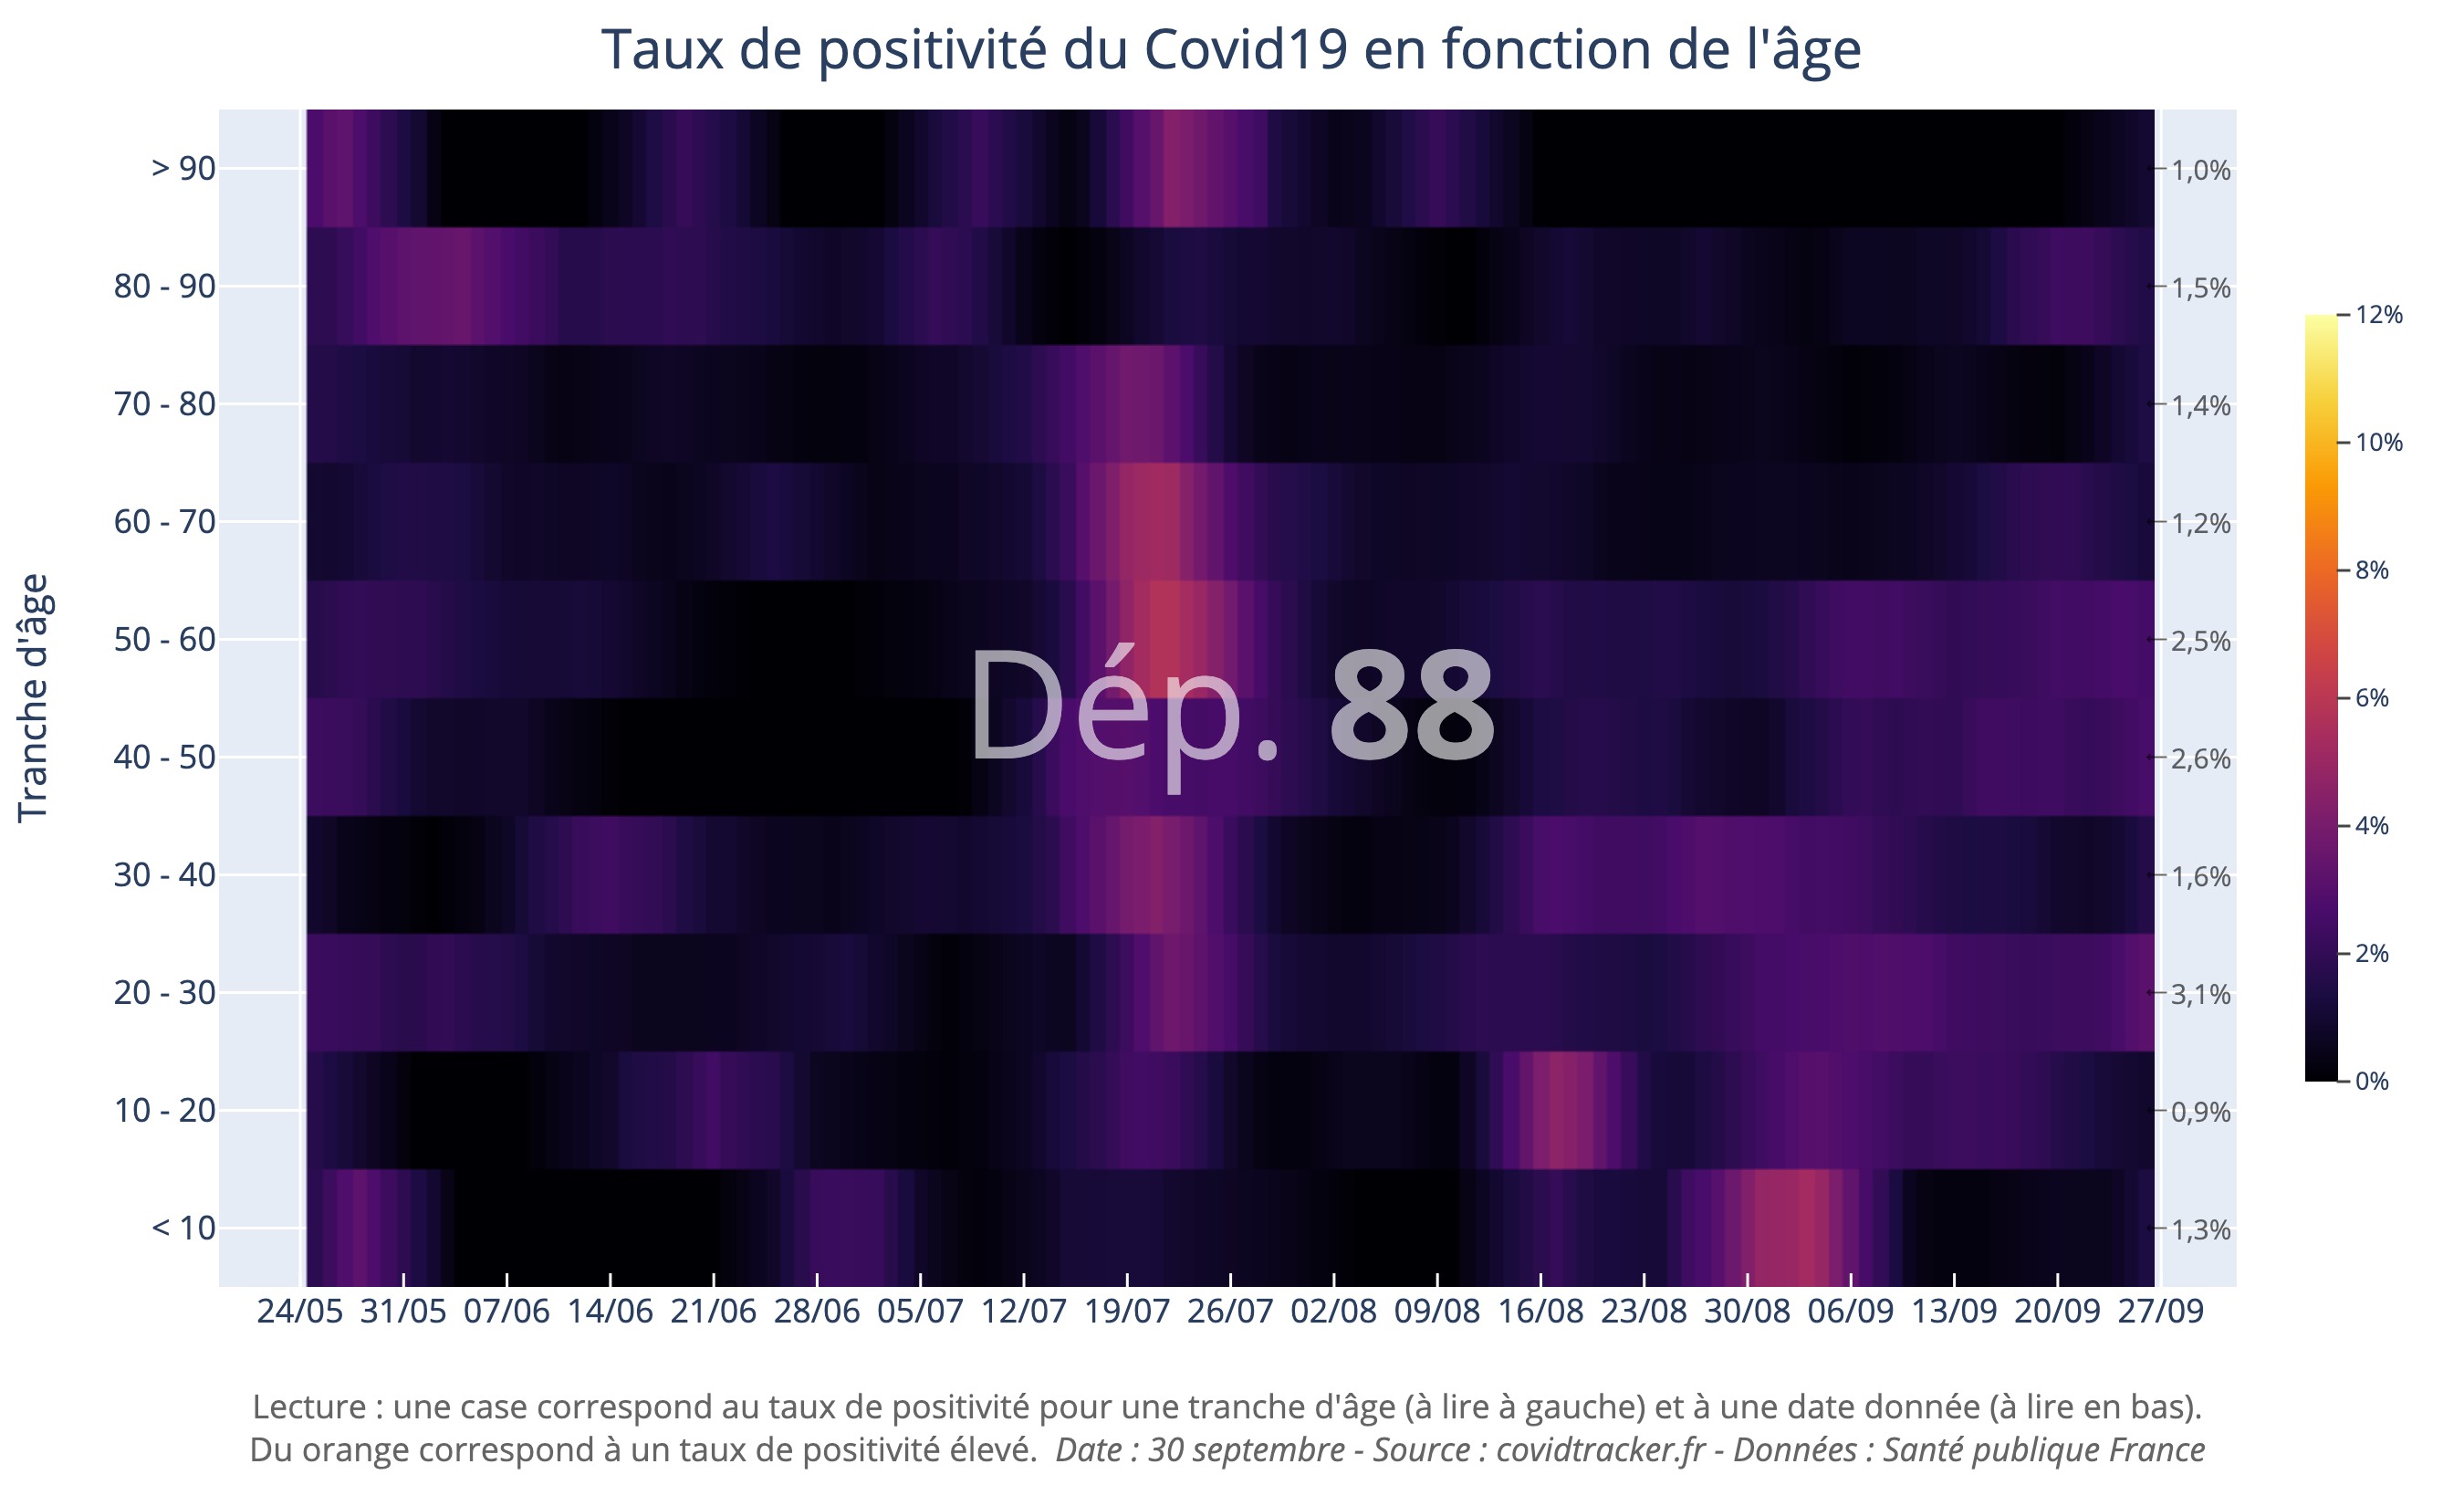 Taux de positivité du Covid19 en fonction de l'âge
Tranche d'âge
> 90
80 - 90
70 - 80
60 - 70
50 - 60
40 - 50
30 - 40
20 - 30
10 - 20
< 10
Dép. 88
1,0%
1,5%
1,4%
1,2%
2,5%
2,6%
1,6%
3,1%
0,9%
1,3%
12%
10%
8%
6%
4%
2%
0%
24/05 31/05 07/06 14/06 21/06 28/06 05/07 12/07 19/07 26/07 02/08 09/08 16/08 23/08 30/08 06/09 13/09 20/09 27/09
Lecture : une case correspond au taux de positivité pour une tranche d'âge (à lire à gauche) et à une date donnée (à lire en bas).
Du orange correspond à un taux de positivité élevé. Date : 30 septembre - Source : covidtracker.fr - Données : Santé publique France